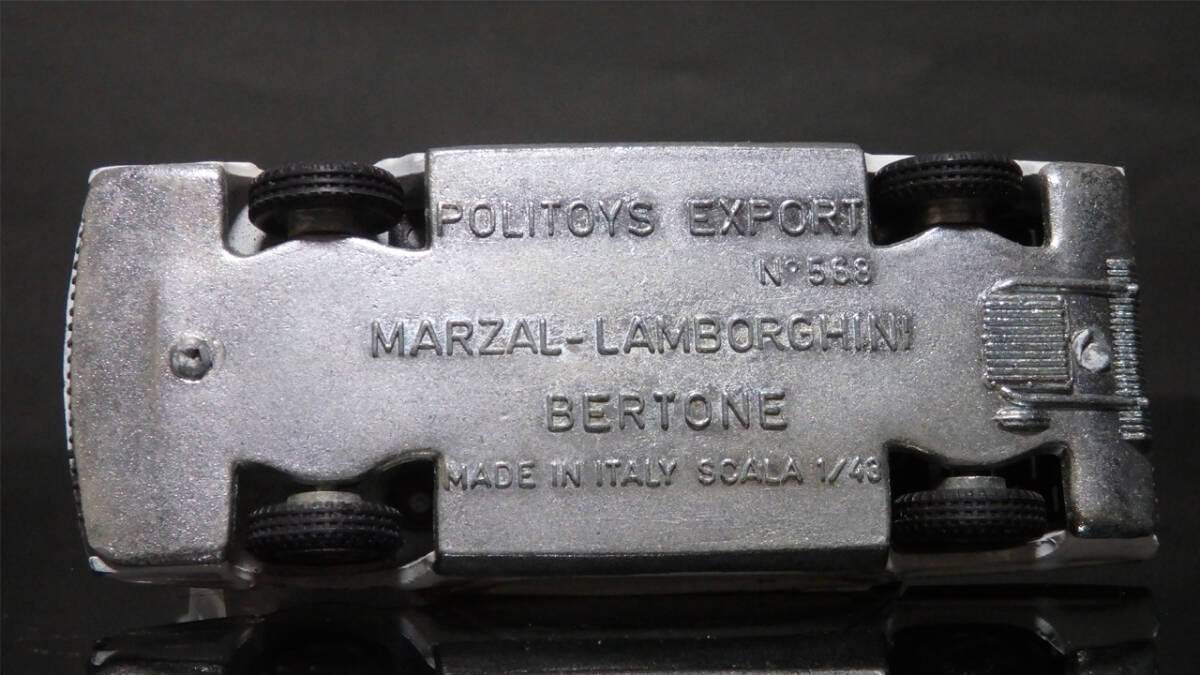 POLITOYS EXPORT
N° 568
MARZAL-LAMBORGHINI
BERTONE
MADE IN ITALY SCALA 1/43